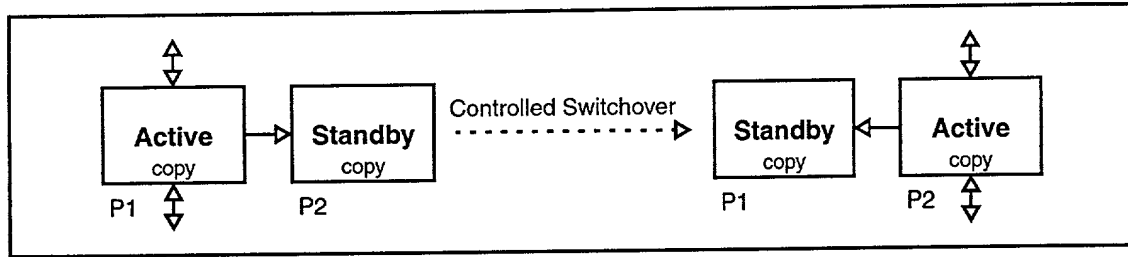 Active
copy
P1
Standby
copy
P2
Controlled Switchover
Standby
copy
P1
Active
copy
P2